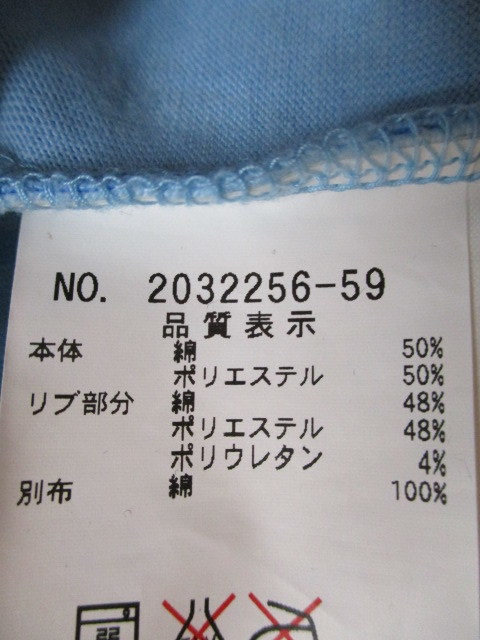 NO. 2032256-59
品質表示
本体 綿 50%
ポリエステル 50%
リブ部分 綿 48%
ポリエステル 48%
ポリウレタン 4%
別布 綿 100%